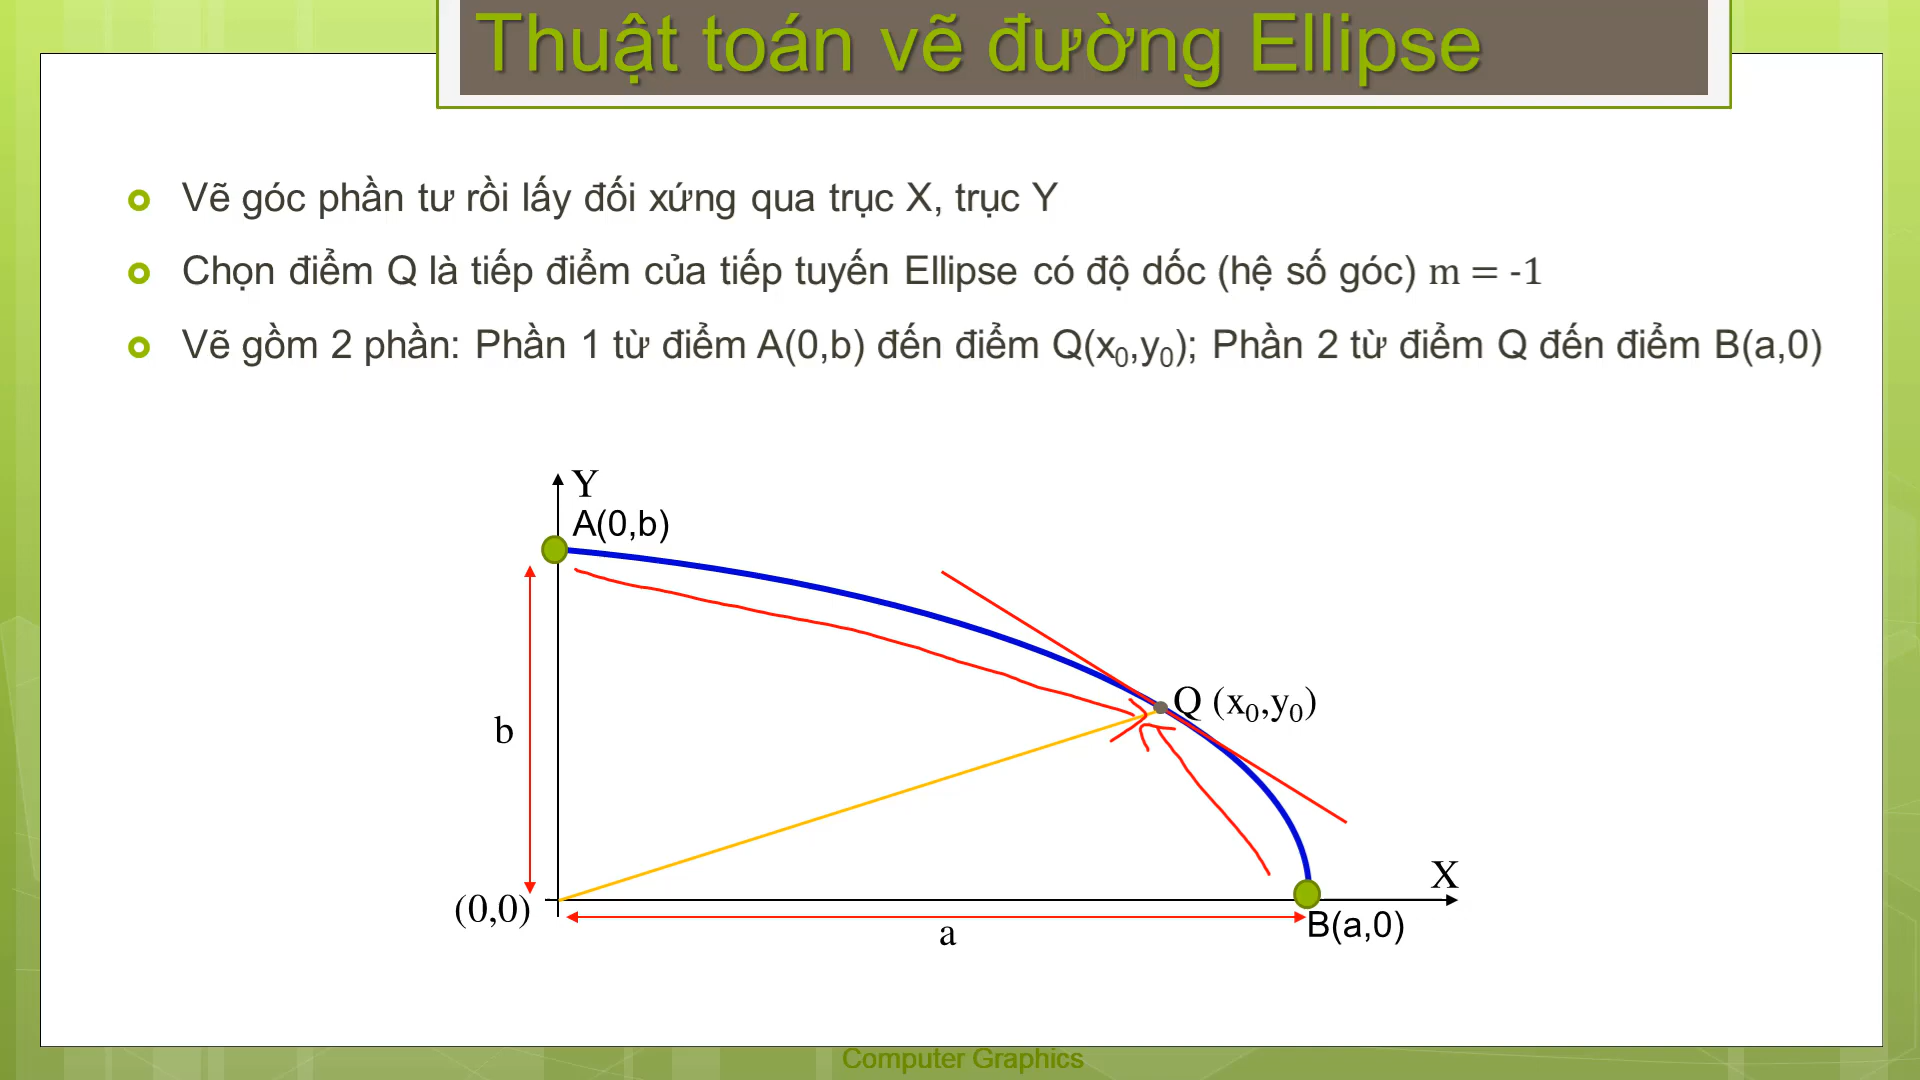 Thuật toán vẽ đường Ellipse
Vẽ góc phần tư rồi lấy đối xứng qua trục X, trục Y
Chọn điểm Q là tiếp điểm của tiếp tuyến Ellipse có độ dốc (hệ số góc) m = -1
Vẽ gồm 2 phần: Phần 1 từ điểm A(0,b) đến điểm Q(x₀,y₀); Phần 2 từ điểm Q đến điểm B(a,0)
Y
A(0,b)
Q (x₀,y₀)
b
X
(0,0)
B(a,0)
a
Computer Graphics